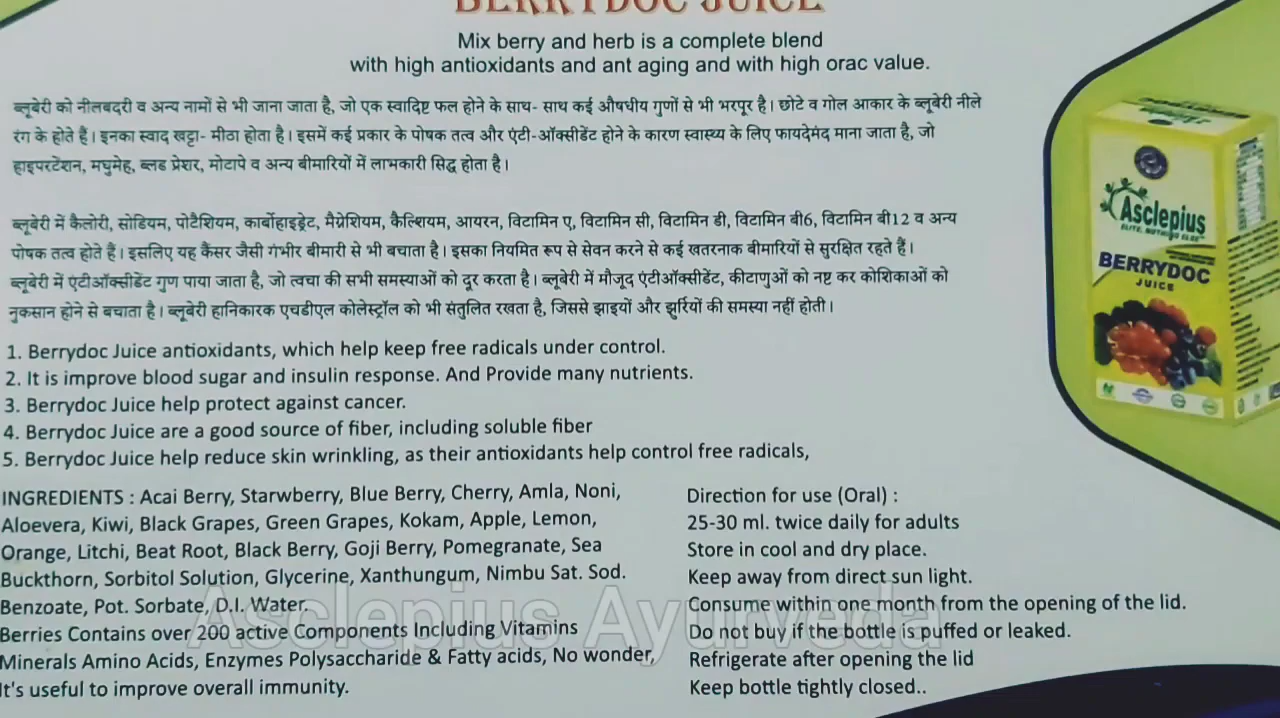 BERRYDOC JUICE
Mix berry and herb is a complete blend
with high antioxidants and ant aging and with high orac value.
ब्लूबेरी को नीलबदरी व अन्य नामों से भी जाना जाता है, जो एक स्वादिष्ट फल होने के साथ- साथ कई औषधीय गुणों से भी भरपूर है। छोटे व गोल आकार के ब्लूबेरी नीले
रंग के होते हैं। इनका स्वाद खट्टा- मीठा होता है। इसमें कई प्रकार के पोषक तत्व और एंटी-ऑक्सीडेंट होने के कारण स्वास्थ्य के लिए फायदेमंद माना जाता है, जो
हाइपरटेंशन, मघुमेह, ब्लड प्रेशर, मोटापे व अन्य बीमारियों में लाभकारी सिद्ध होता है।
ब्लूबेरी में कैलोरी, सोडियम, पोटैशियम, कार्बोहाइड्रेट, मैग्नेशियम, कैल्शियम, आयरन, विटामिन ए, विटामिन सी, विटामिन डी, विटामिन बी6, विटामिन बी12 व अन्य
पोषक तत्व होते हैं। इसलिए यह कैंसर जैसी गंभीर बीमारी से भी बचाता है। इसका नियमित रूप से सेवन करने से कई खतरनाक बीमारियों से सुरक्षित रहते हैं।
ब्लूबेरी में एंटीऑक्सीडेंट गुण पाया जाता है, जो त्वचा की सभी समस्याओं को दूर करता है। ब्लूबेरी में मौजूद एंटीऑक्सीडेंट, कीटाणुओं को नष्ट कर कोशिकाओं को
नुकसान होने से बचाता है। ब्लूबेरी हानिकारक एचडीएल कोलेस्ट्रॉल को भी संतुलित रखता है, जिससे झाइयों और झुर्रियों की समस्या नहीं होती।
1. Berrydoc Juice antioxidants, which help keep free radicals under control.
2. It is improve blood sugar and insulin response. And Provide many nutrients.
3. Berrydoc Juice help protect against cancer.
4. Berrydoc Juice are a good source of fiber, including soluble fiber
5. Berrydoc Juice help reduce skin wrinkling, as their antioxidants help control free radicals,
INGREDIENTS : Acai Berry, Starwberry, Blue Berry, Cherry, Amla, Noni,
Aloevera, Kiwi, Black Grapes, Green Grapes, Kokam, Apple, Lemon,
Orange, Litchi, Beat Root, Black Berry, Goji Berry, Pomegranate, Sea
Buckthorn, Sorbitol Solution, Glycerine, Xanthungum, Nimbu Sat. Sod.
Benzoate, Pot. Sorbate, D.I. Water.
Berries Contains over 200 active Components Including Vitamins
Minerals Amino Acids, Enzymes Polysaccharide & Fatty acids, No wonder,
It's useful to improve overall immunity.
Direction for use (Oral) :
25-30 ml. twice daily for adults
Store in cool and dry place.
Keep away from direct sun light.
Consume within one month from the opening of the lid.
Do not buy if the bottle is puffed or leaked.
Refrigerate after opening the lid
Keep bottle tightly closed..
Asclepius Ayurveda
Asclepius
BERRYDOC
JUICE